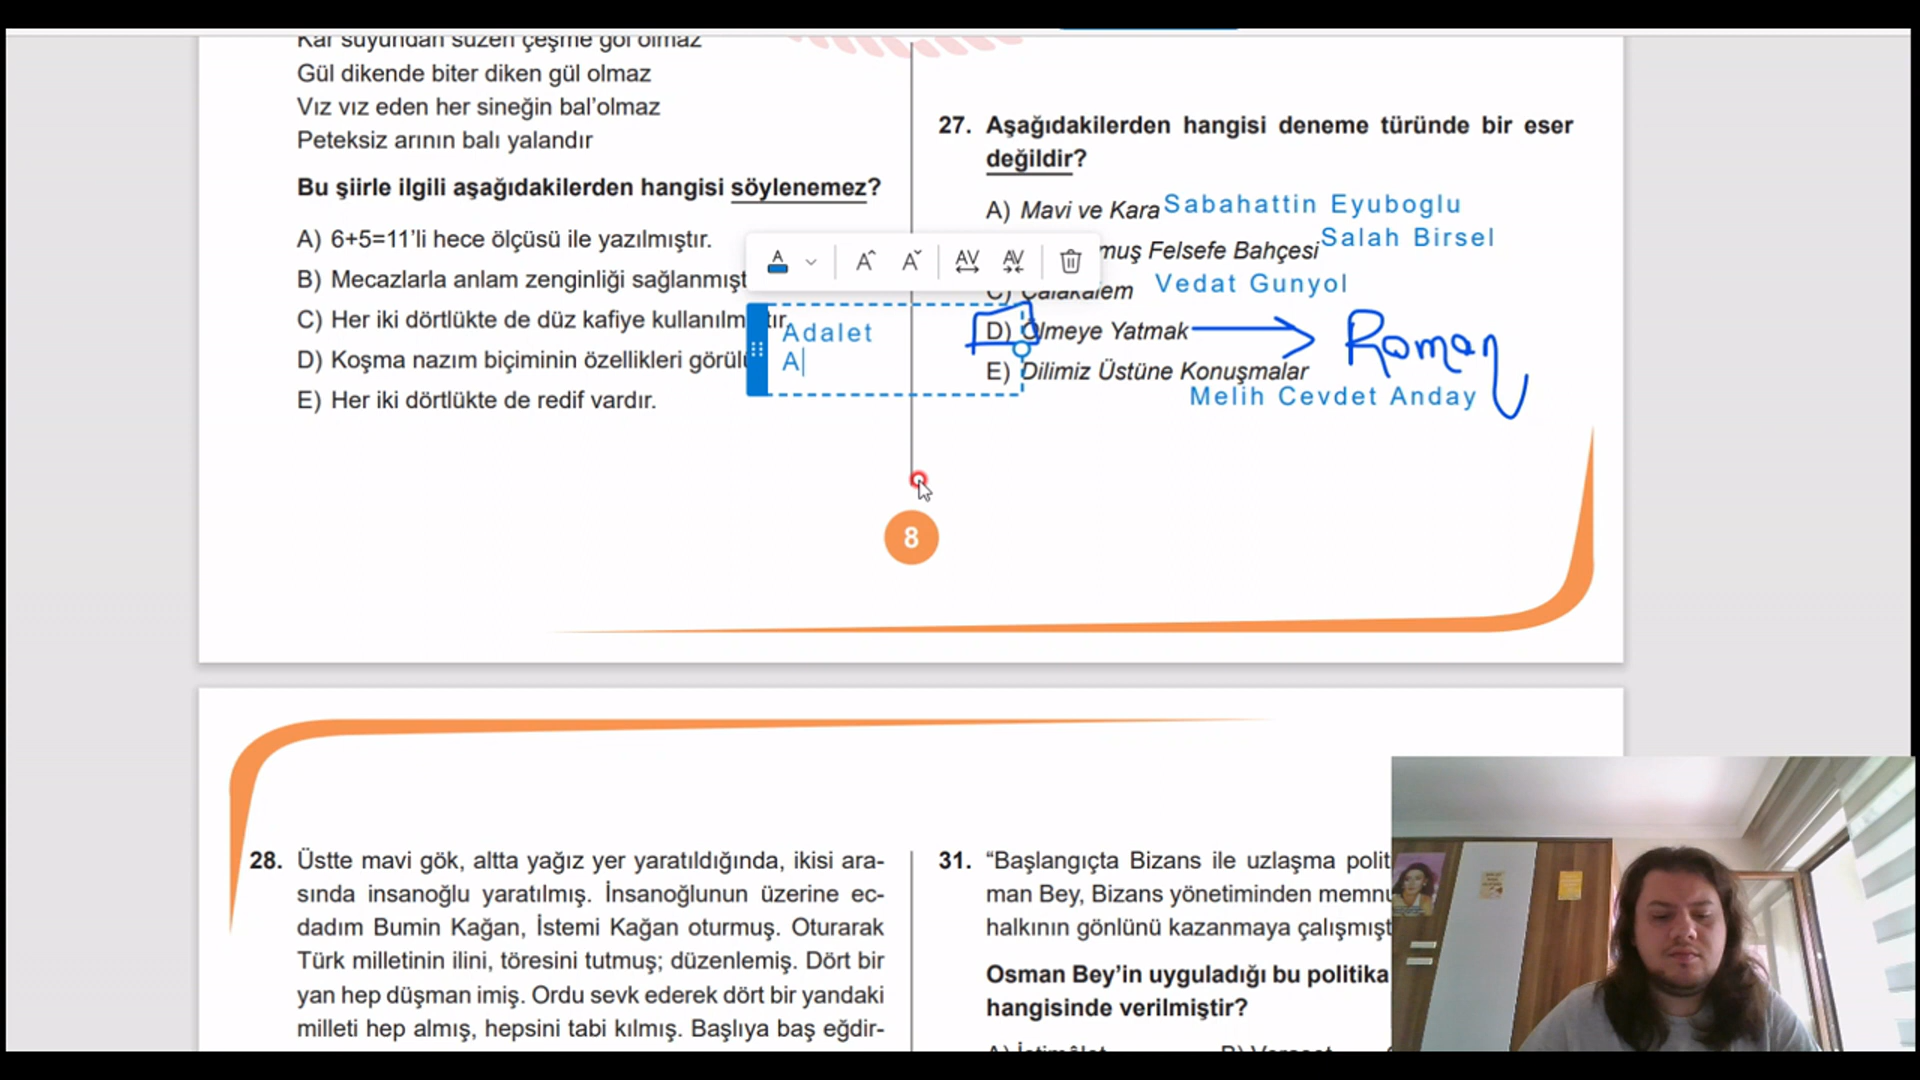 Kar suyundan süzen çeşme göl olmaz
Gül dikende biter diken gül olmaz
Vız vız eden her sineğin bal'olmaz
Peteksiz arının balı yalandır
Bu şiirle ilgili aşağıdakilerden hangisi söylenemez?
A) 6+5=11'li hece ölçüsü ile yazılmıştır.
B) Mecazlarla anlam zenginliği sağlanmışt
C) Her iki dörtlükte de düz kafiye kullanılm tır.
D) Koşma nazım biçiminin özellikleri görül
E) Her iki dörtlükte de redif vardır.
Adalet
A
27. Aşağıdakilerden hangisi deneme türünde bir eser
değildir?
A) Mavi ve Kara Sabahattin Eyuboglu
muş Felsefe Bahçesi Salah Birsel
C) Çalakalem Vedat Gunyol
D) Ölmeye Yatmak Roman
E) Dilimiz Üstüne Konuşmalar
Melih Cevdet Anday
8
28. Üstte mavi gök, altta yağız yer yaratıldığında, ikisi ara-
sında insanoğlu yaratılmış. İnsanoğlunun üzerine ec-
dadım Bumin Kağan, İstemi Kağan oturmuş. Oturarak
Türk milletinin ilini, töresini tutmuş; düzenlemiş. Dört bir
yan hep düşman imiş. Ordu sevk ederek dört bir yandaki
milleti hep almış, hepsini tabi kılmış. Başlıya baş eğdir-
31. “Başlangıçta Bizans ile uzlaşma polit
man Bey, Bizans yönetiminden memnu
halkının gönlünü kazanmaya çalışmışt
Osman Bey'in uyguladığı bu politika
hangisinde verilmiştir?
A) İstimâlet B) Veraset